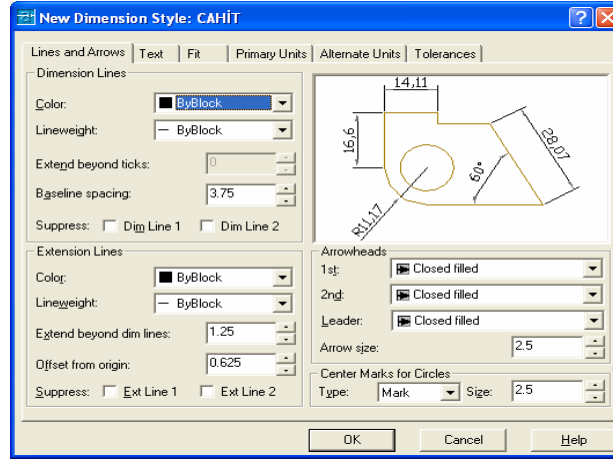 New Dimension Style: CAHİT
Lines and Arrows Text Fit Primary Units Alternate Units Tolerances
Dimension Lines
Color: ByBlock
Lineweight: ByBlock
Extend beyond ticks: 0
Baseline spacing: 3.75
Suppress: Dim Line 1 Dim Line 2
Extension Lines
Color: ByBlock
Lineweight: ByBlock
Extend beyond dim lines: 1.25
Offset from origin: 0.625
Suppress: Ext Line 1 Ext Line 2
14,11
16,6
28,07
60°
R11,17
Arrowheads
1st: Closed filled
2nd: Closed filled
Leader: Closed filled
Arrow size: 2.5
Center Marks for Circles
Type: Mark Size: 2.5
OK Cancel Help